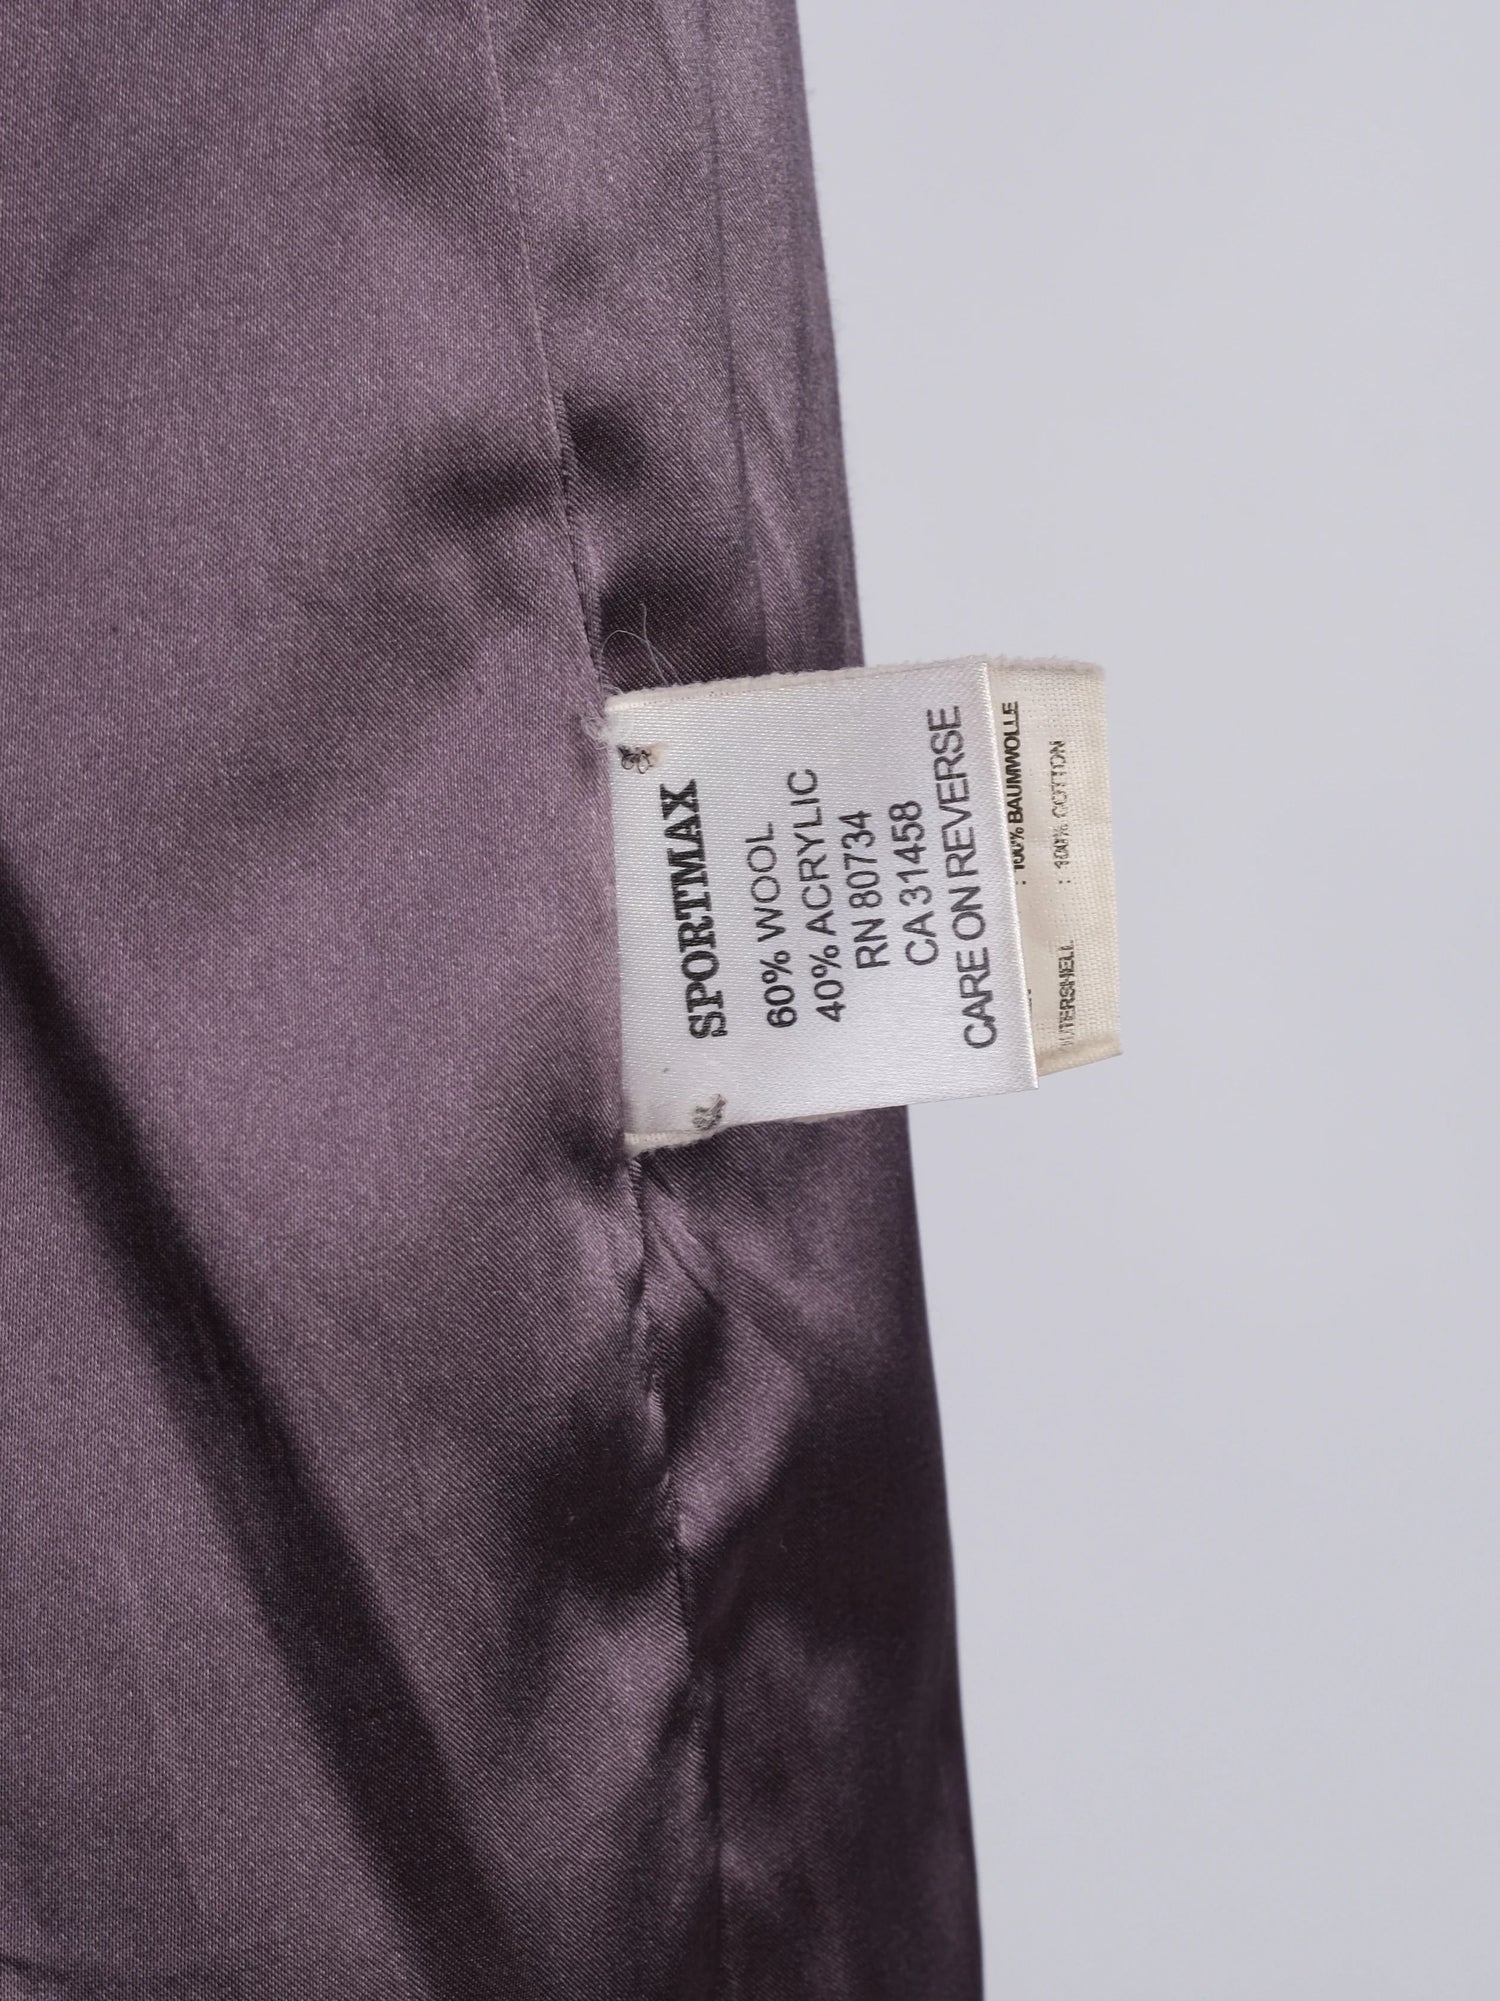 SPORTMAX
60% WOOL
40% ACRYLIC
RN 80734
CA 31458
CARE ON REVERSE
: 100% BAUMWOLLE
: 100% COTTON